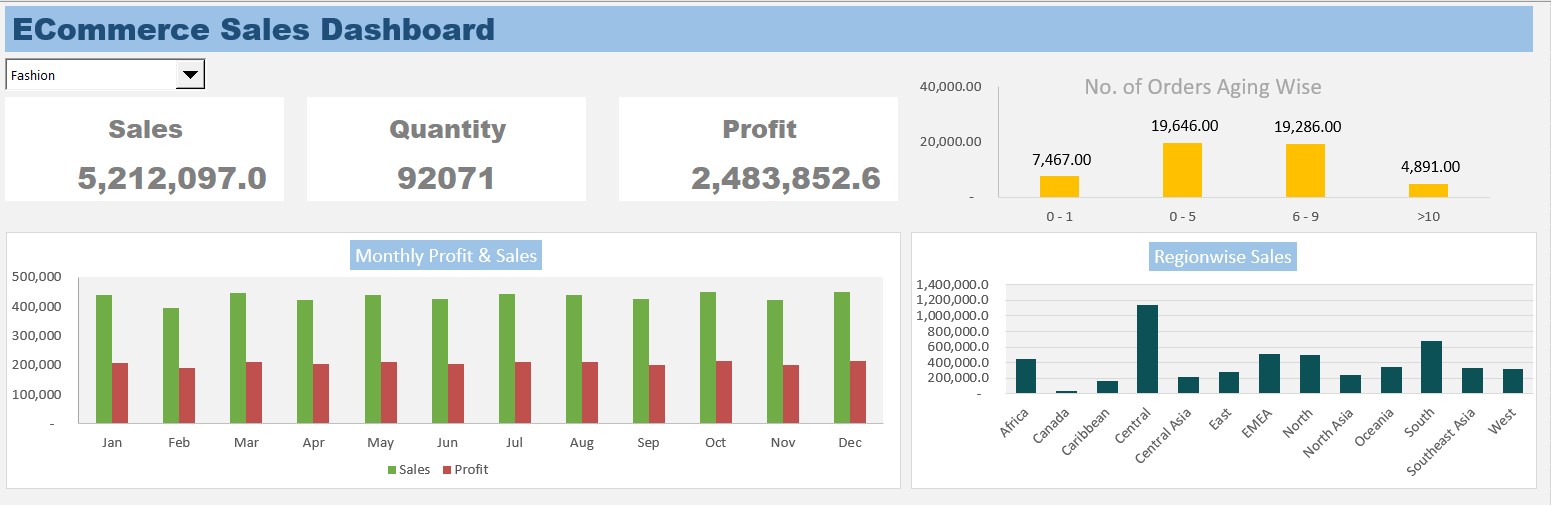 ECommerce Sales Dashboard
Fashion
Sales
5,212,097.0
Quantity
92071
Profit
2,483,852.6
No. of Orders Aging Wise
40,000.00
20,000.00
-
7,467.00
19,646.00
19,286.00
4,891.00
0 - 1
0 - 5
6 - 9
>10
Monthly Profit & Sales
500,000
400,000
300,000
200,000
100,000
-
Jan Feb Mar Apr May Jun Jul Aug Sep Oct Nov Dec
Sales Profit
Regionwise Sales
1,400,000.0
1,200,000.0
1,000,000.0
800,000.0
600,000.0
400,000.0
200,000.0
-
Africa
Canada
Caribbean
Central
Central Asia
East
EMEA
North
North Asia
Oceania
South
Southeast Asia
West